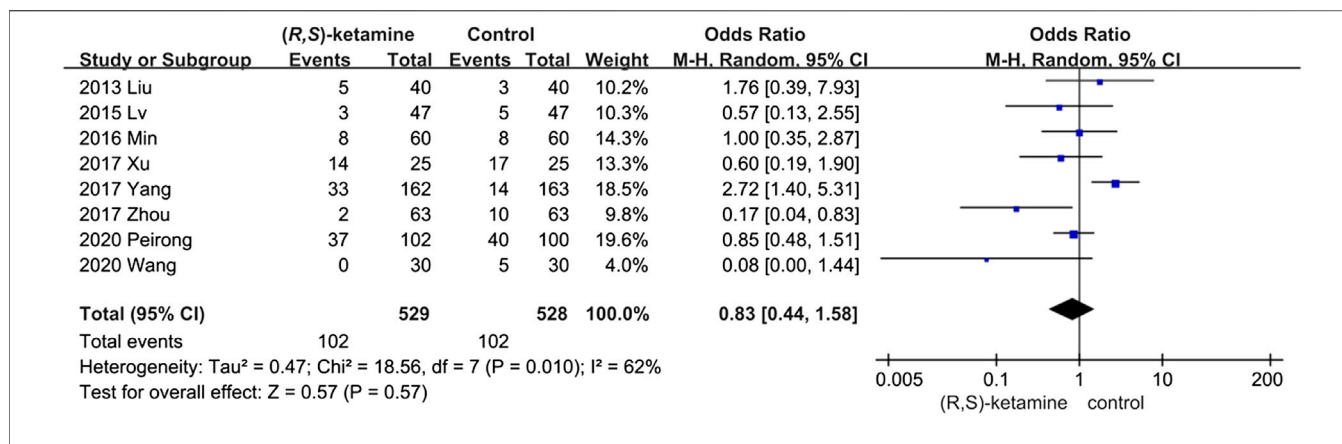 (R,S)-ketamine Control Odds Ratio Odds Ratio
Study or Subgroup Events Total Events Total Weight M-H, Random, 95% CI M-H, Random, 95% CI
2013 Liu 5 40 3 40 10.2% 1.76 [0.39, 7.93]
2015 Lv 3 47 5 47 10.3% 0.57 [0.13, 2.55]
2016 Min 8 60 8 60 14.3% 1.00 [0.35, 2.87]
2017 Xu 14 25 17 25 13.3% 0.60 [0.19, 1.90]
2017 Yang 33 162 14 163 18.5% 2.72 [1.40, 5.31]
2017 Zhou 2 63 10 63 9.8% 0.17 [0.04, 0.83]
2020 Peirong 37 102 40 100 19.6% 0.85 [0.48, 1.51]
2020 Wang 0 30 5 30 4.0% 0.08 [0.00, 1.44]
Total (95% CI) 529 528 100.0% 0.83 [0.44, 1.58]
Total events 102 102
Heterogeneity: Tau² = 0.47; Chi² = 18.56, df = 7 (P = 0.010); I² = 62%
Test for overall effect: Z = 0.57 (P = 0.57)
0.005 0.1 1 10 200
(R,S)-ketamine control